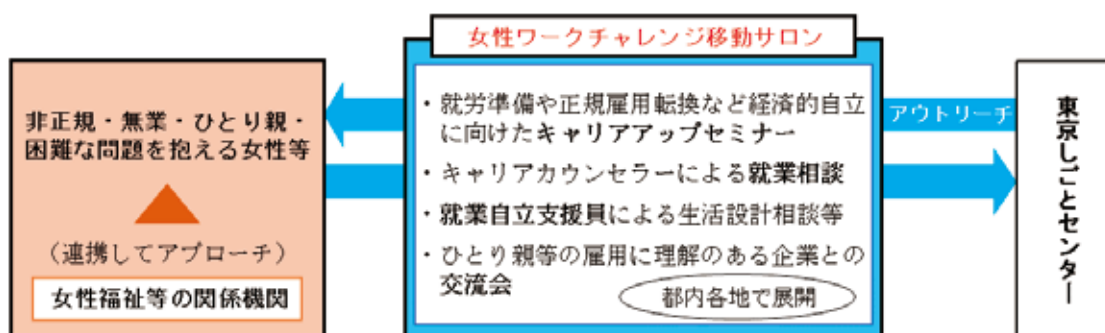 女性ワークチャレンジ移動サロン
非正規・無業・ひとり親・
困難な問題を抱える女性等
（連携してアプローチ）
女性福祉等の関係機関
・就労準備や正規雇用転換など経済的自立
に向けたキャリアアップセミナー
・キャリアカウンセラーによる就業相談
・就業自立支援員による生活設計相談等
・ひとり親等の雇用に理解のある企業との
交流会
都内各地で展開
アウトリーチ
東京しごとセンター